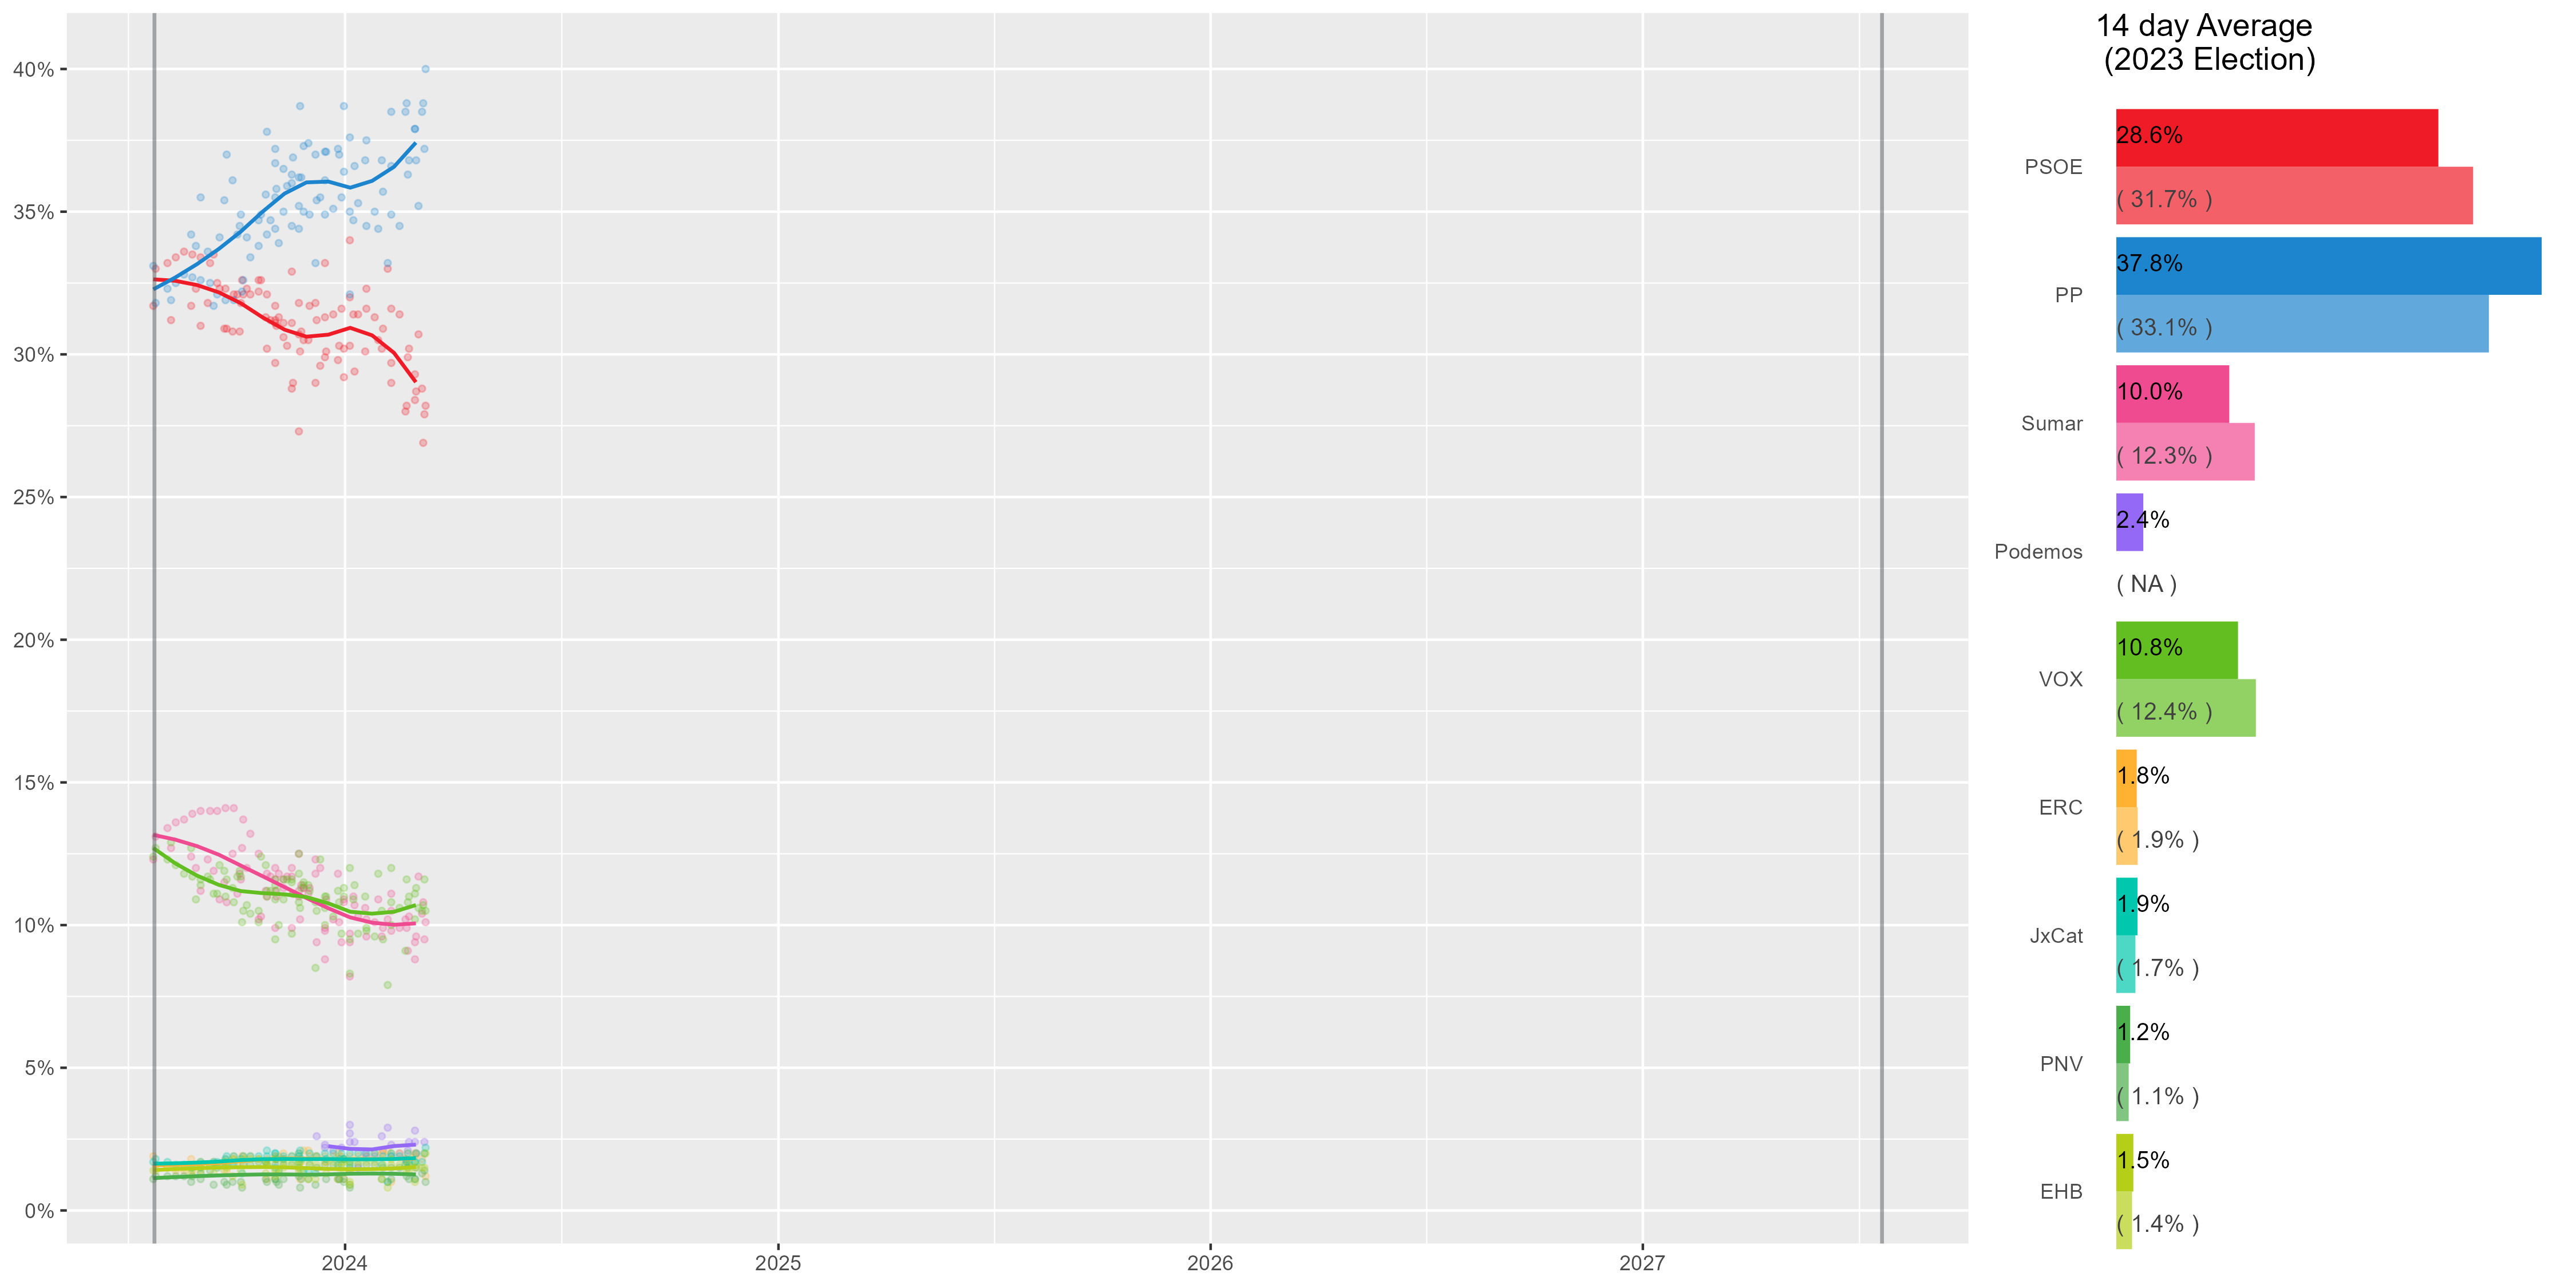 40%
35%
30%
25%
20%
15%
10%
5%
0%
2024
2025
2026
2027
14 day Average
(2023 Election)
PSOE
28.6%
( 31.7% )
PP
37.8%
( 33.1% )
Sumar
10.0%
( 12.3% )
Podemos
2.4%
( NA )
VOX
10.8%
( 12.4% )
ERC
1.8%
( 1.9% )
JxCat
1.9%
( 1.7% )
PNV
1.2%
( 1.1% )
EHB
1.5%
( 1.4% )